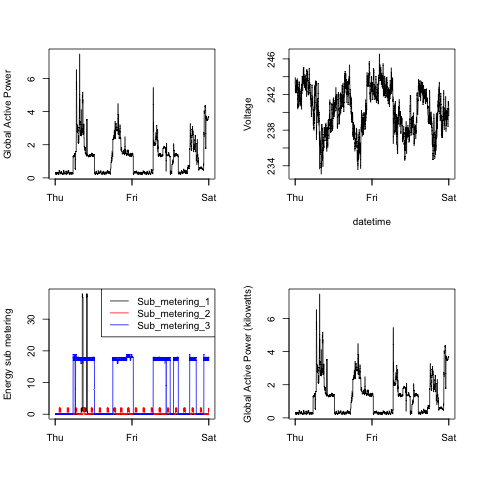 Global Active Power
0 2 4 6
Thu Fri Sat
Voltage
234 238 242 246
Thu Fri Sat
datetime
Energy sub metering
0 10 20 30
Sub_metering_1
Sub_metering_2
Sub_metering_3
Thu Fri Sat
Global Active Power (kilowatts)
0 2 4 6
Thu Fri Sat